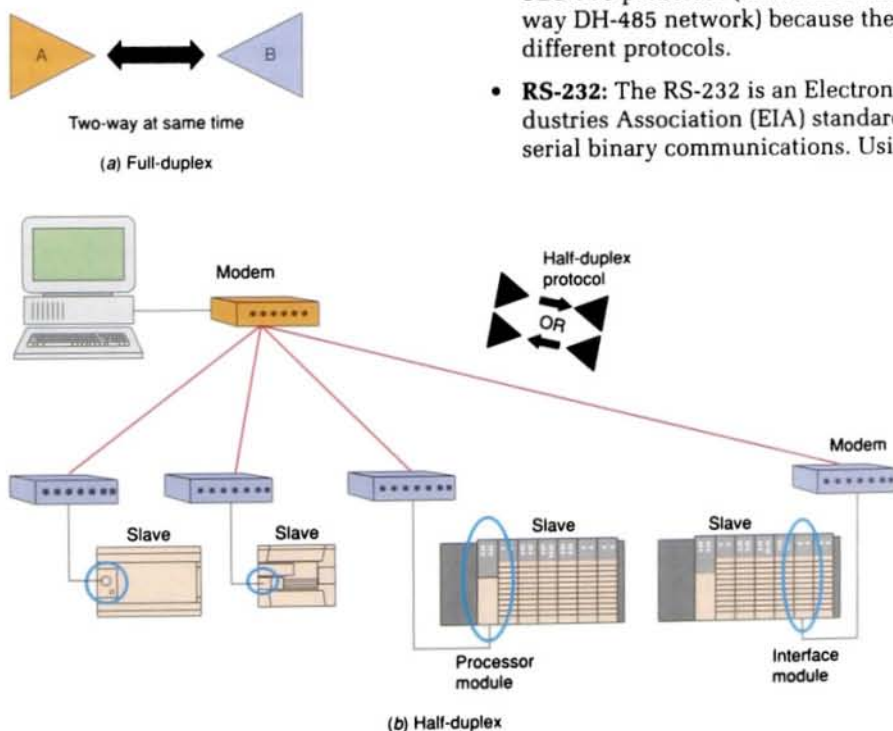 way DH-485 network) because the
different protocols.
• RS-232: The RS-232 is an Electron
dustries Association (EIA) standard
serial binary communications. Usi
A
B
Two-way at same time
(a) Full-duplex
Modem
Half-duplex
protocol
OR
Modem
Slave
Slave
Slave
Slave
Processor
module
Interface
module
(b) Half-duplex